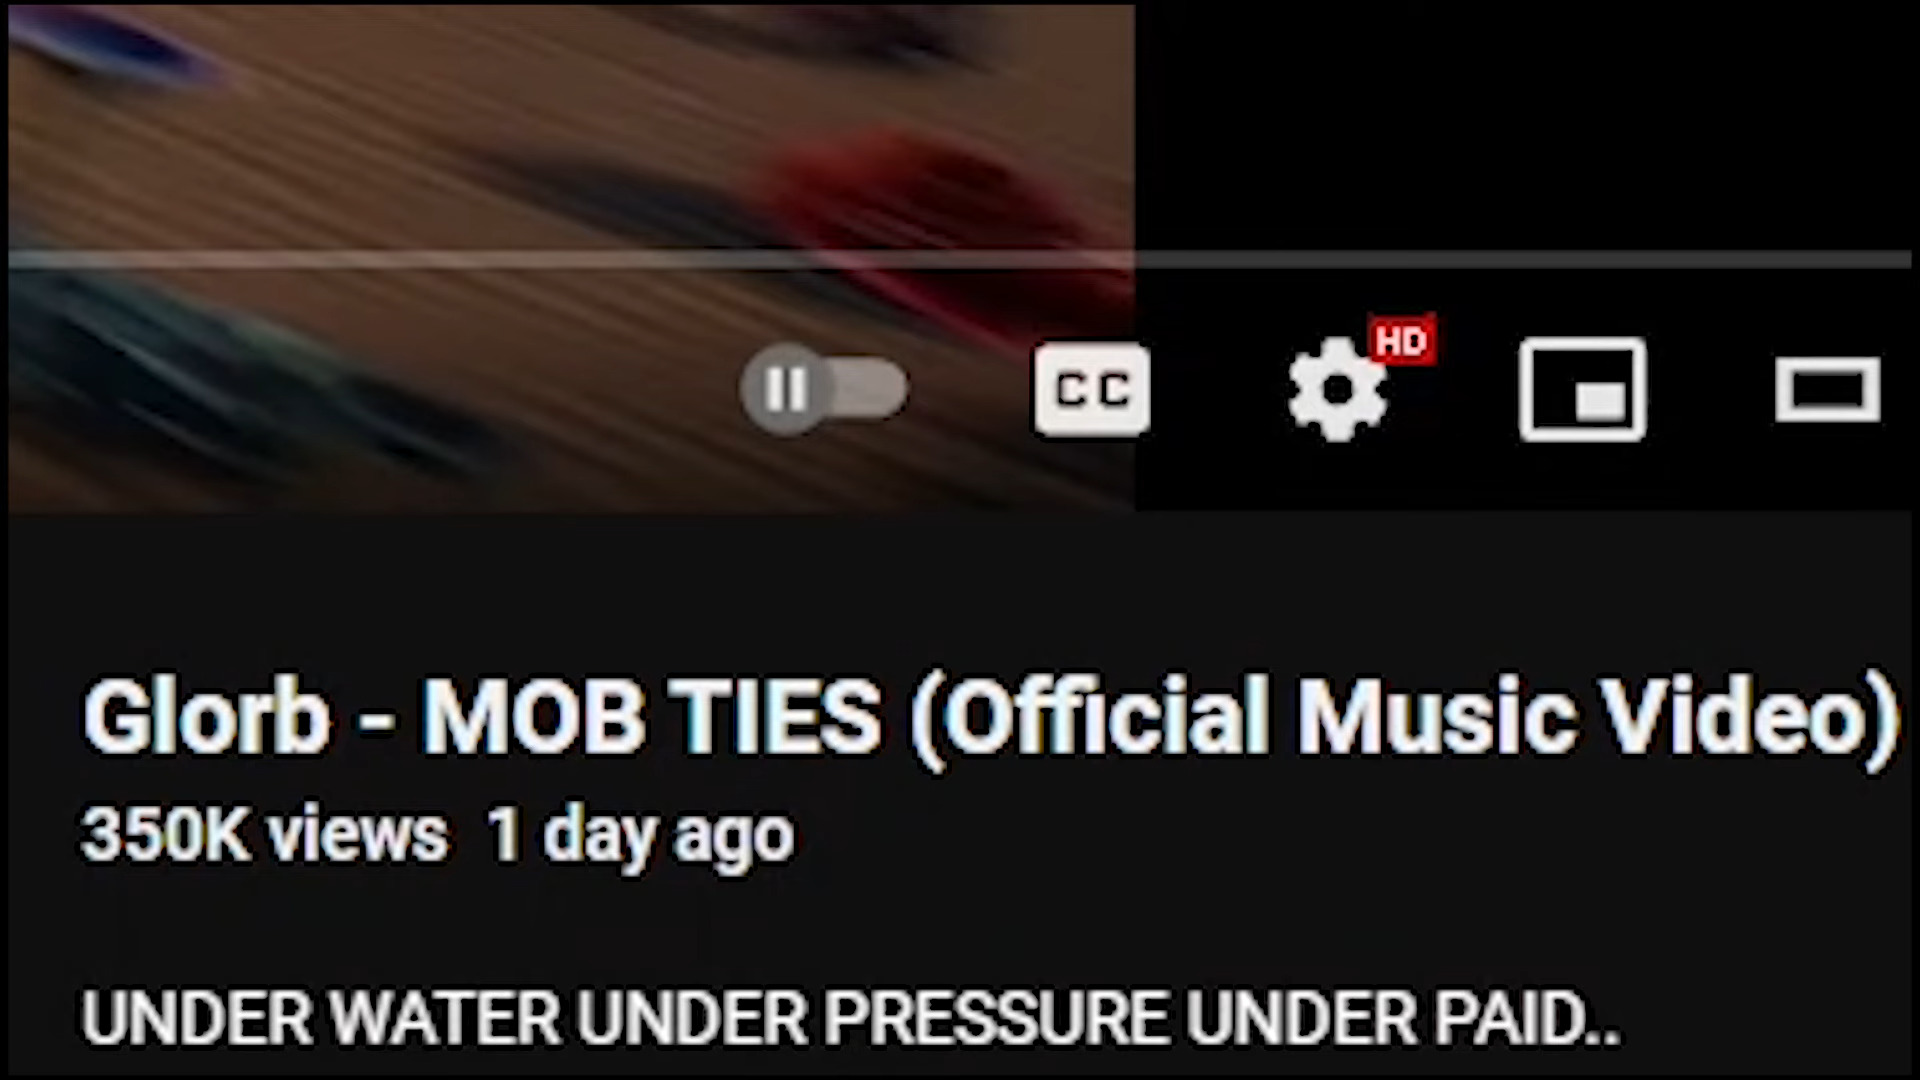 CC
HD
Glorb - MOB TIES (Official Music Video)
350K views 1 day ago
UNDER WATER UNDER PRESSURE UNDER PAID..